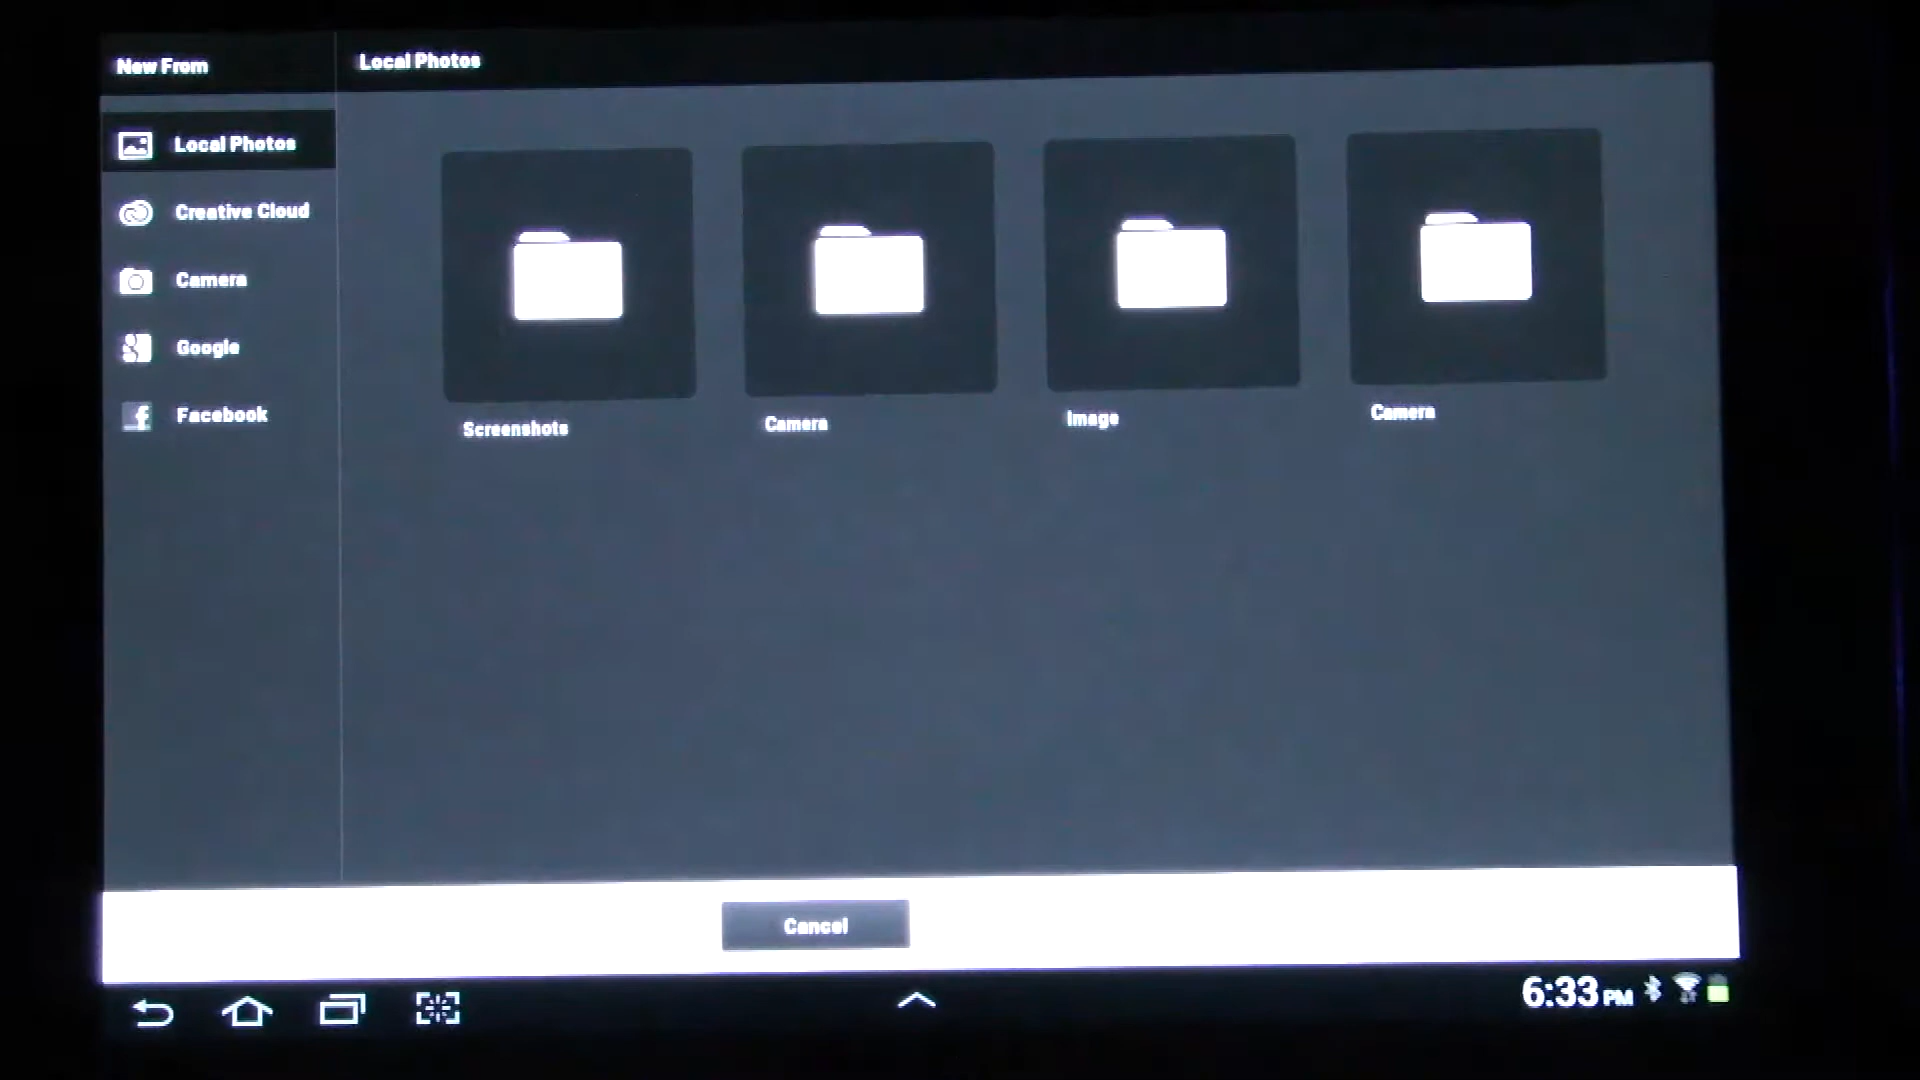 New From
Local Photos
Local Photos
Creative Cloud
Camera
Google
Facebook
Screenshots
Camera
Image
Camera
Cancel
6:33 PM